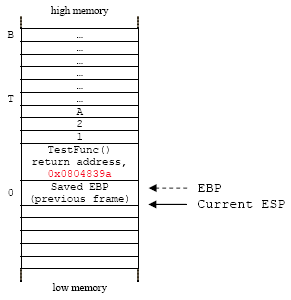 high memory
B …
…
…
…
…
T …
A
2
1
TestFunc()
return address,
0x0804839a
0 Saved EBP
(previous frame)
EBP
Current ESP
low memory